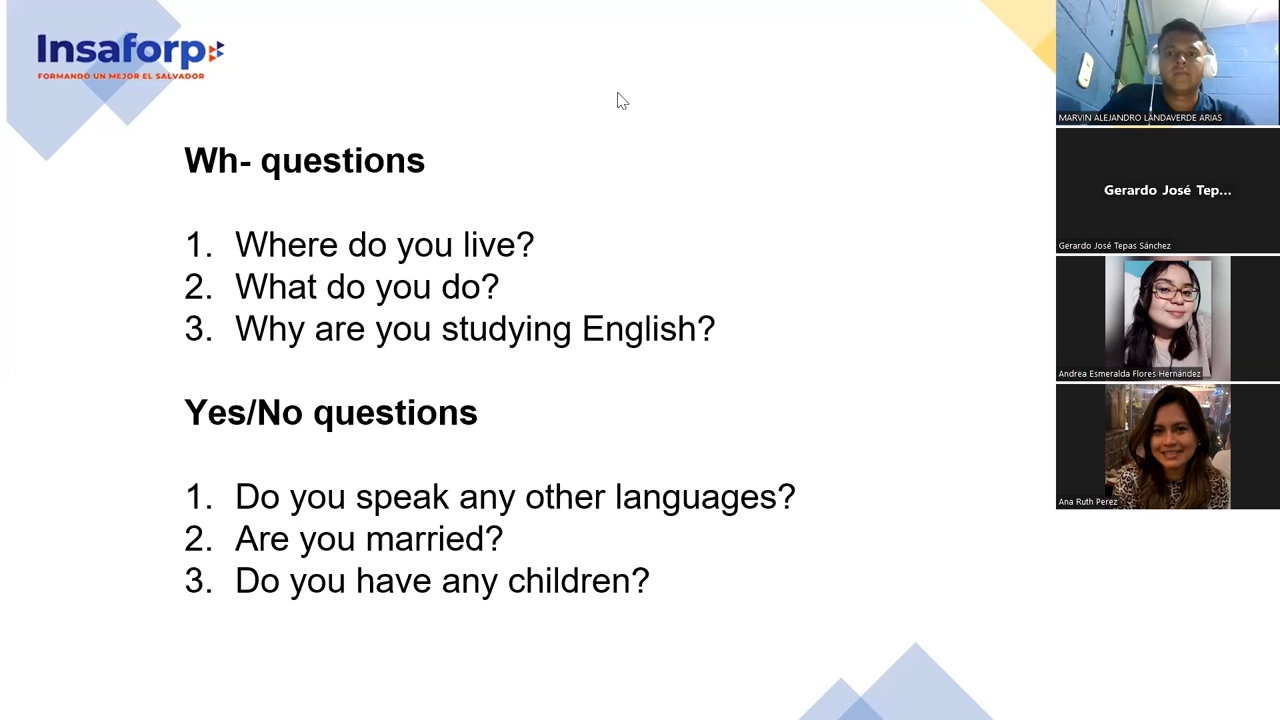 Insaforp
FORMANDO UN MEJOR EL SALVADOR
Wh- questions
1. Where do you live?
2. What do you do?
3. Why are you studying English?
Yes/No questions
1. Do you speak any other languages?
2. Are you married?
3. Do you have any children?
MARVIN ALEJANDRO LANDAVERDE ARIAS
Gerardo José Tep...
Gerardo José Tepas Sánchez
Andrea Esmeralda Flores Hernández
Ana Ruth Perez